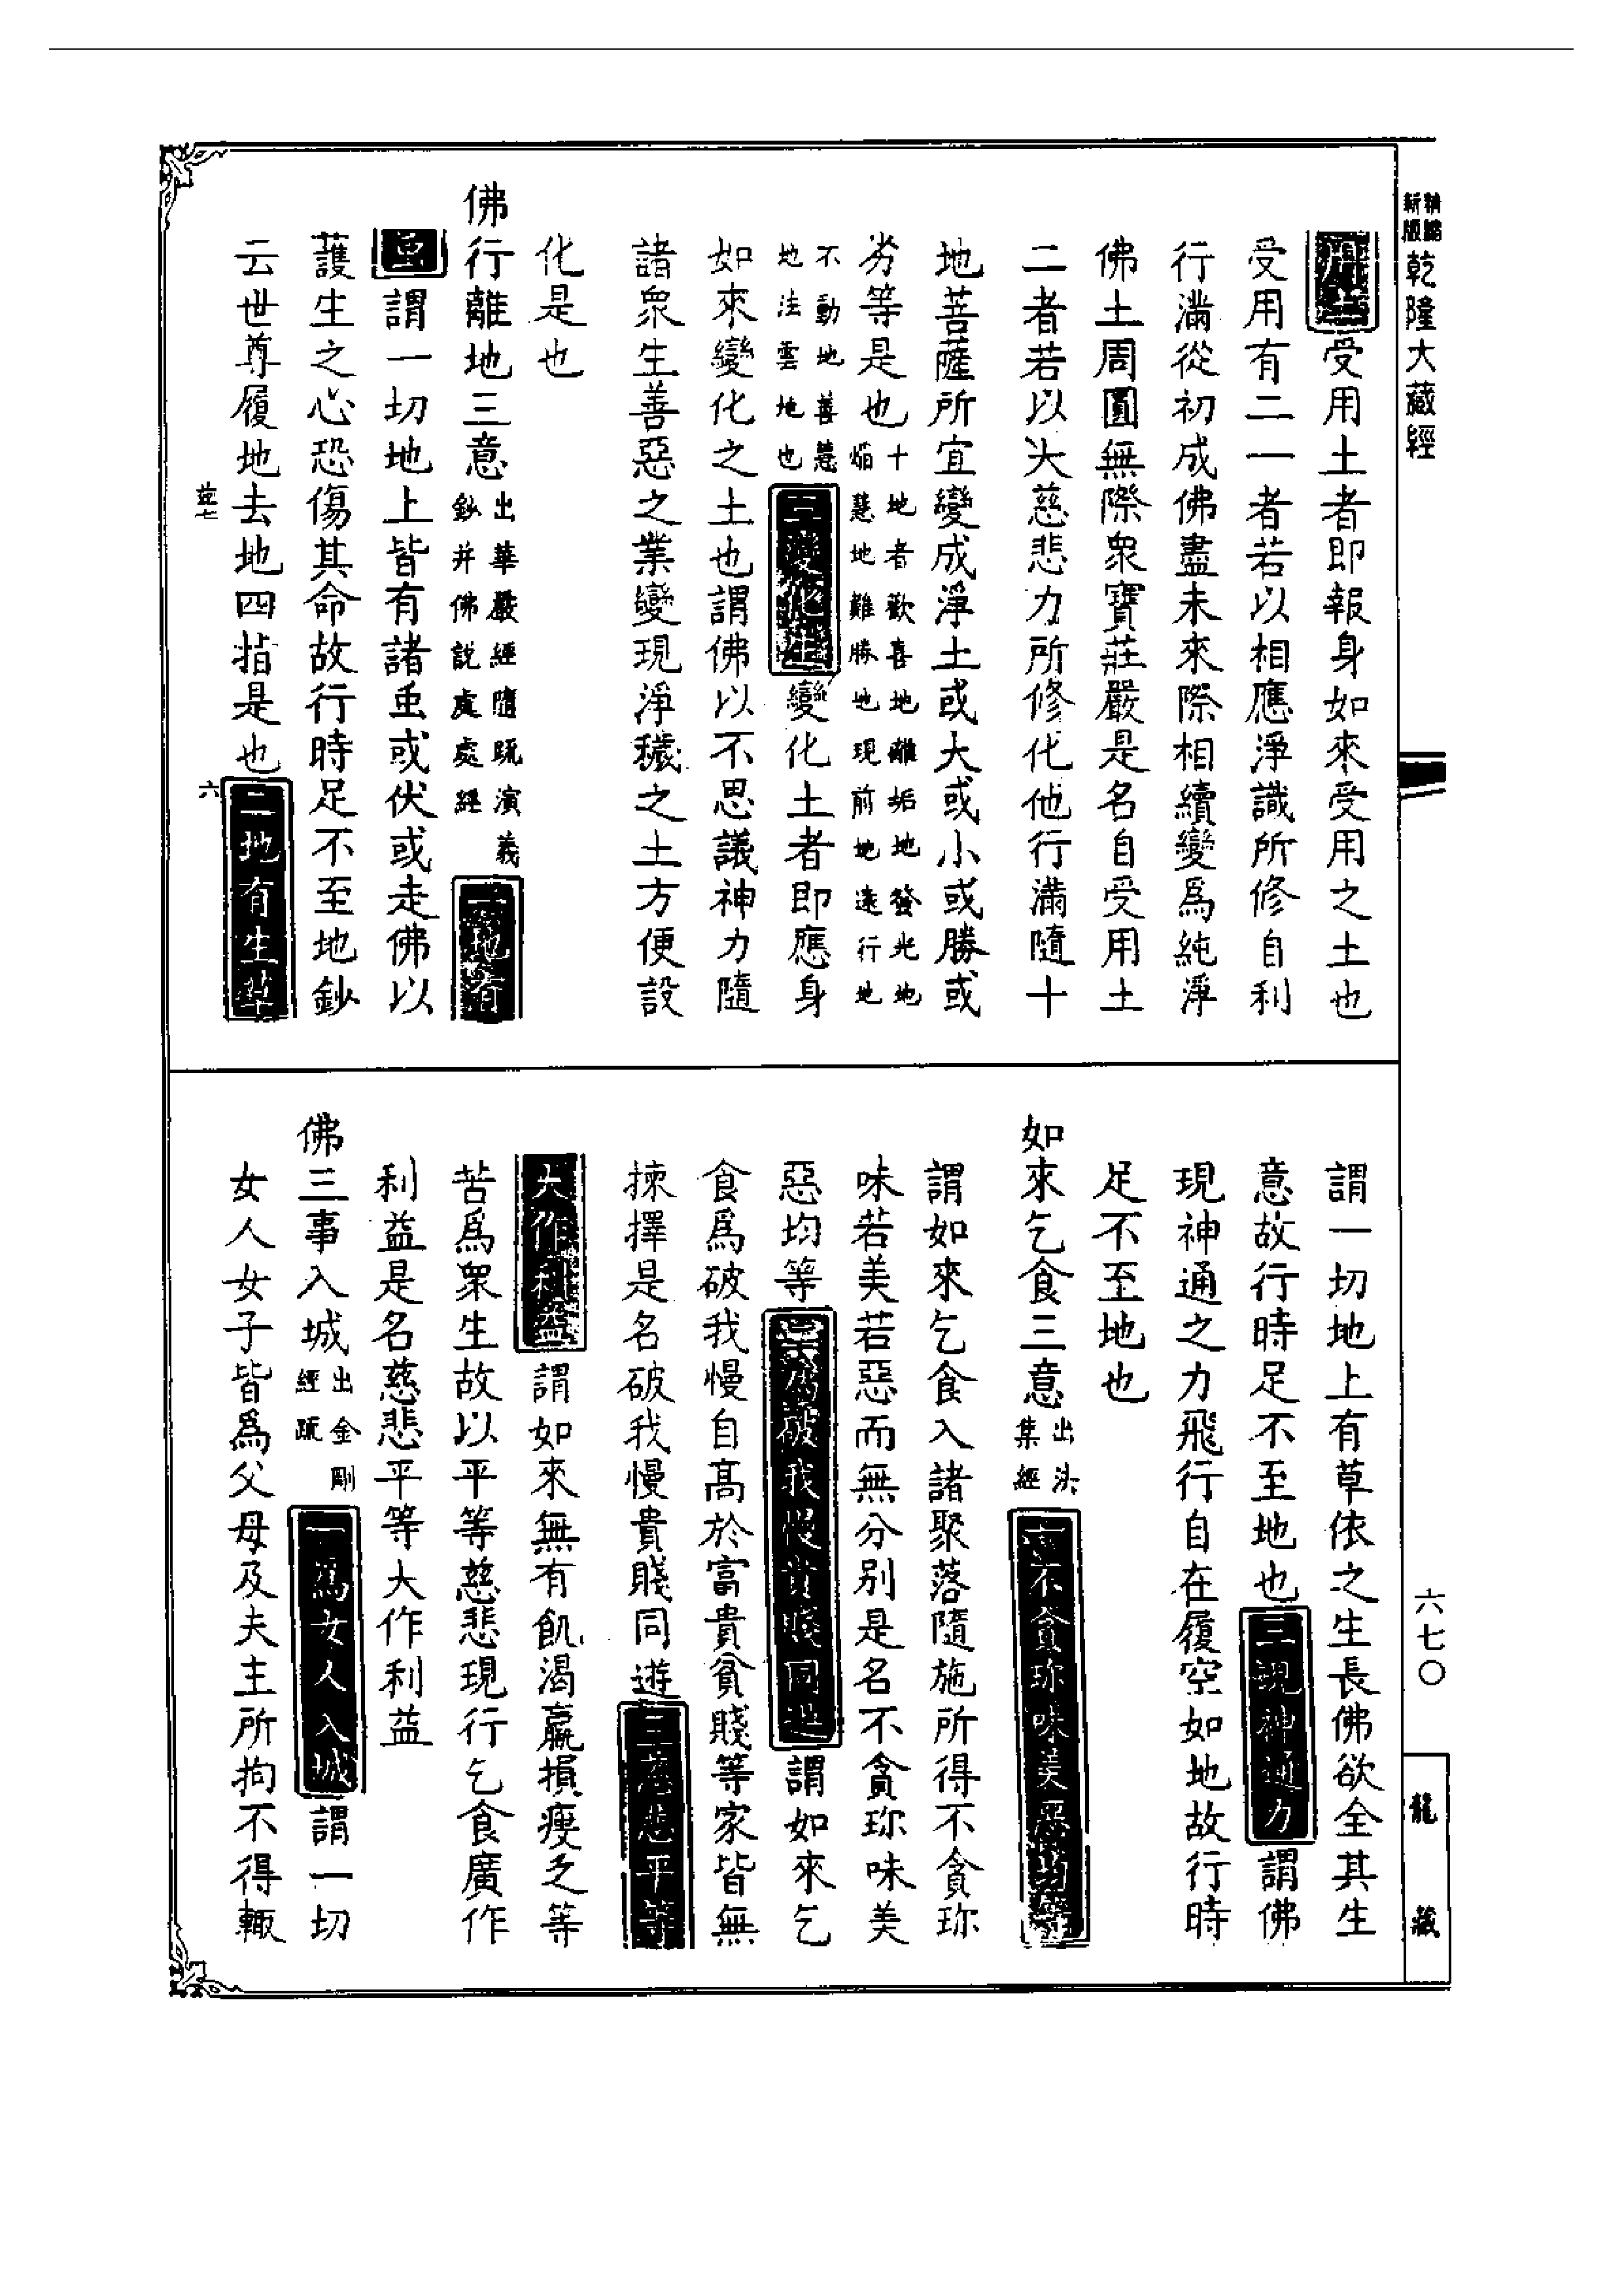 新版
精縮
乾隆大藏經
用土受用土者即報身如來受用之土也
受用有二一者若以相應淨識所修自利
行滿從初成佛盡未來際相續變爲純淨
佛土周圓無際衆寶莊嚴是名自受用土
二者若以大慈悲力所修化他行滿隨十
地菩薩所宜變成淨土或大或小或勝或
劣等是也十地者歡喜地離垢地發光地
焰慧地難勝地現前地遠行地
不動地善慧
地法雲地也三變化土變化土者即應身
如來變化之土也謂佛以不思議神力隨
諸衆生善惡之業變現淨穢之土方便設
化是也
佛行離地三意出華嚴經隨疏演義
鈔并佛說處處經一地有
虫謂一切地上皆有諸虫或伏或走佛以
護生之心恐傷其命故行時足不至地鈔
云世尊履地去地四指是也二地有生草
並七
六
謂一切地上有草依之生長佛欲全其生
意故行時足不至地也三現神通力謂佛
現神通之力飛行自在履空如地故行時
足不至地也
如來乞食三意出法
集經一不貪珍味美惡均等
謂如來乞食入諸聚落隨施所得不貪珍
味若美若惡而無分別是名不貪珍味美
惡均等二爲破我慢貴賤同遊謂如來乞
食爲破我慢自高於富貴貧賤等家皆無
揀擇是名破我慢貴賤同遊三慈悲平等
大作利益謂如來無有飢渴羸損瘦乏等
苦爲衆生故以平等慈悲現行乞食廣作
利益是名慈悲平等大作利益
佛三事入城出金剛
經疏一爲女人入城謂一切
女人女子皆爲父母及夫主所拘不得輙
六七〇
龍藏